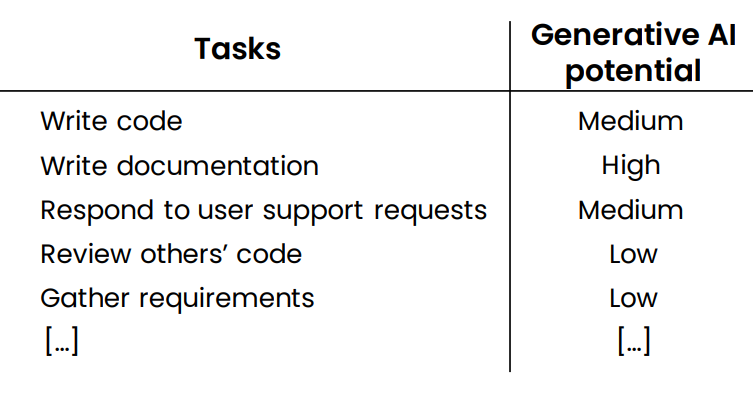 Tasks
Generative AI
potential
Write code
Medium
Write documentation
High
Respond to user support requests
Medium
Review others’ code
Low
Gather requirements
Low
[...]
[...]